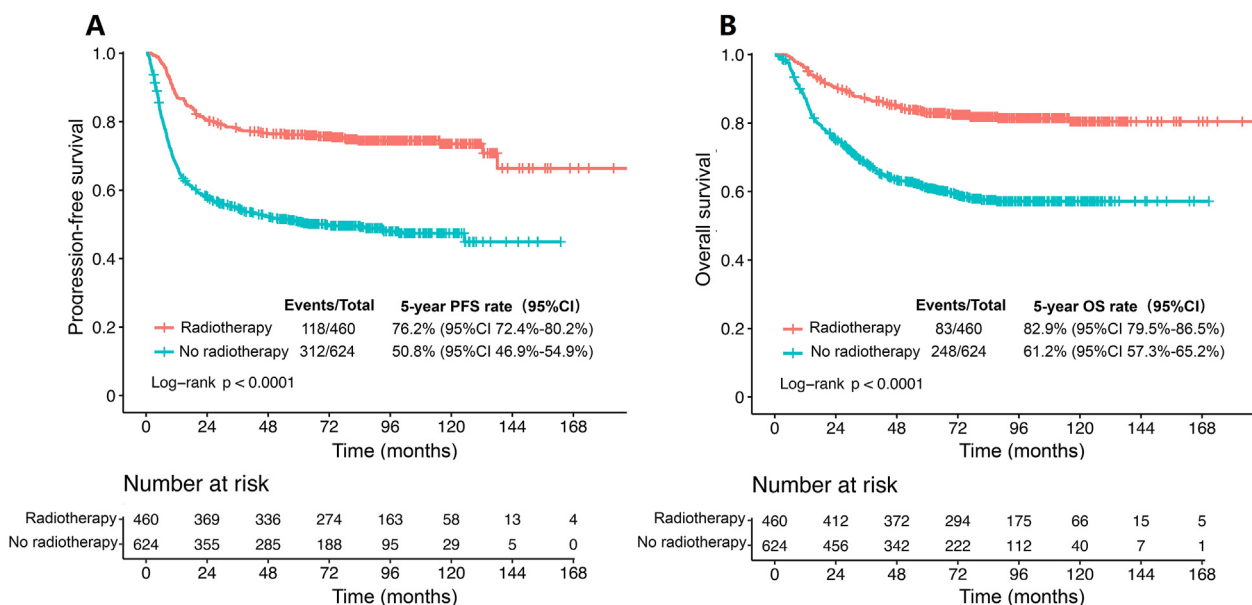 A
Progression-free survival
1.0
0.8
0.6
0.4
0.2
0
Events/Total 5-year PFS rate (95%CI)
Radiotherapy 118/460 76.2% (95%CI 72.4%-80.2%)
No radiotherapy 312/624 50.8% (95%CI 46.9%-54.9%)
Log-rank p < 0.0001
0 24 48 72 96 120 144 168
Time (months)
Number at risk
Radiotherapy 460 369 336 274 163 58 13 4
No radiotherapy 624 355 285 188 95 29 5 0
0 24 48 72 96 120 144 168
Time (months)
B
Overall survival
1.0
0.8
0.6
0.4
0.2
0
Events/Total 5-year OS rate (95%CI)
Radiotherapy 83/460 82.9% (95%CI 79.5%-86.5%)
No radiotherapy 248/624 61.2% (95%CI 57.3%-65.2%)
Log-rank p < 0.0001
0 24 48 72 96 120 144 168
Time (months)
Number at risk
Radiotherapy 460 412 372 294 175 66 15 5
No radiotherapy 624 456 342 222 112 40 7 1
0 24 48 72 96 120 144 168
Time (months)